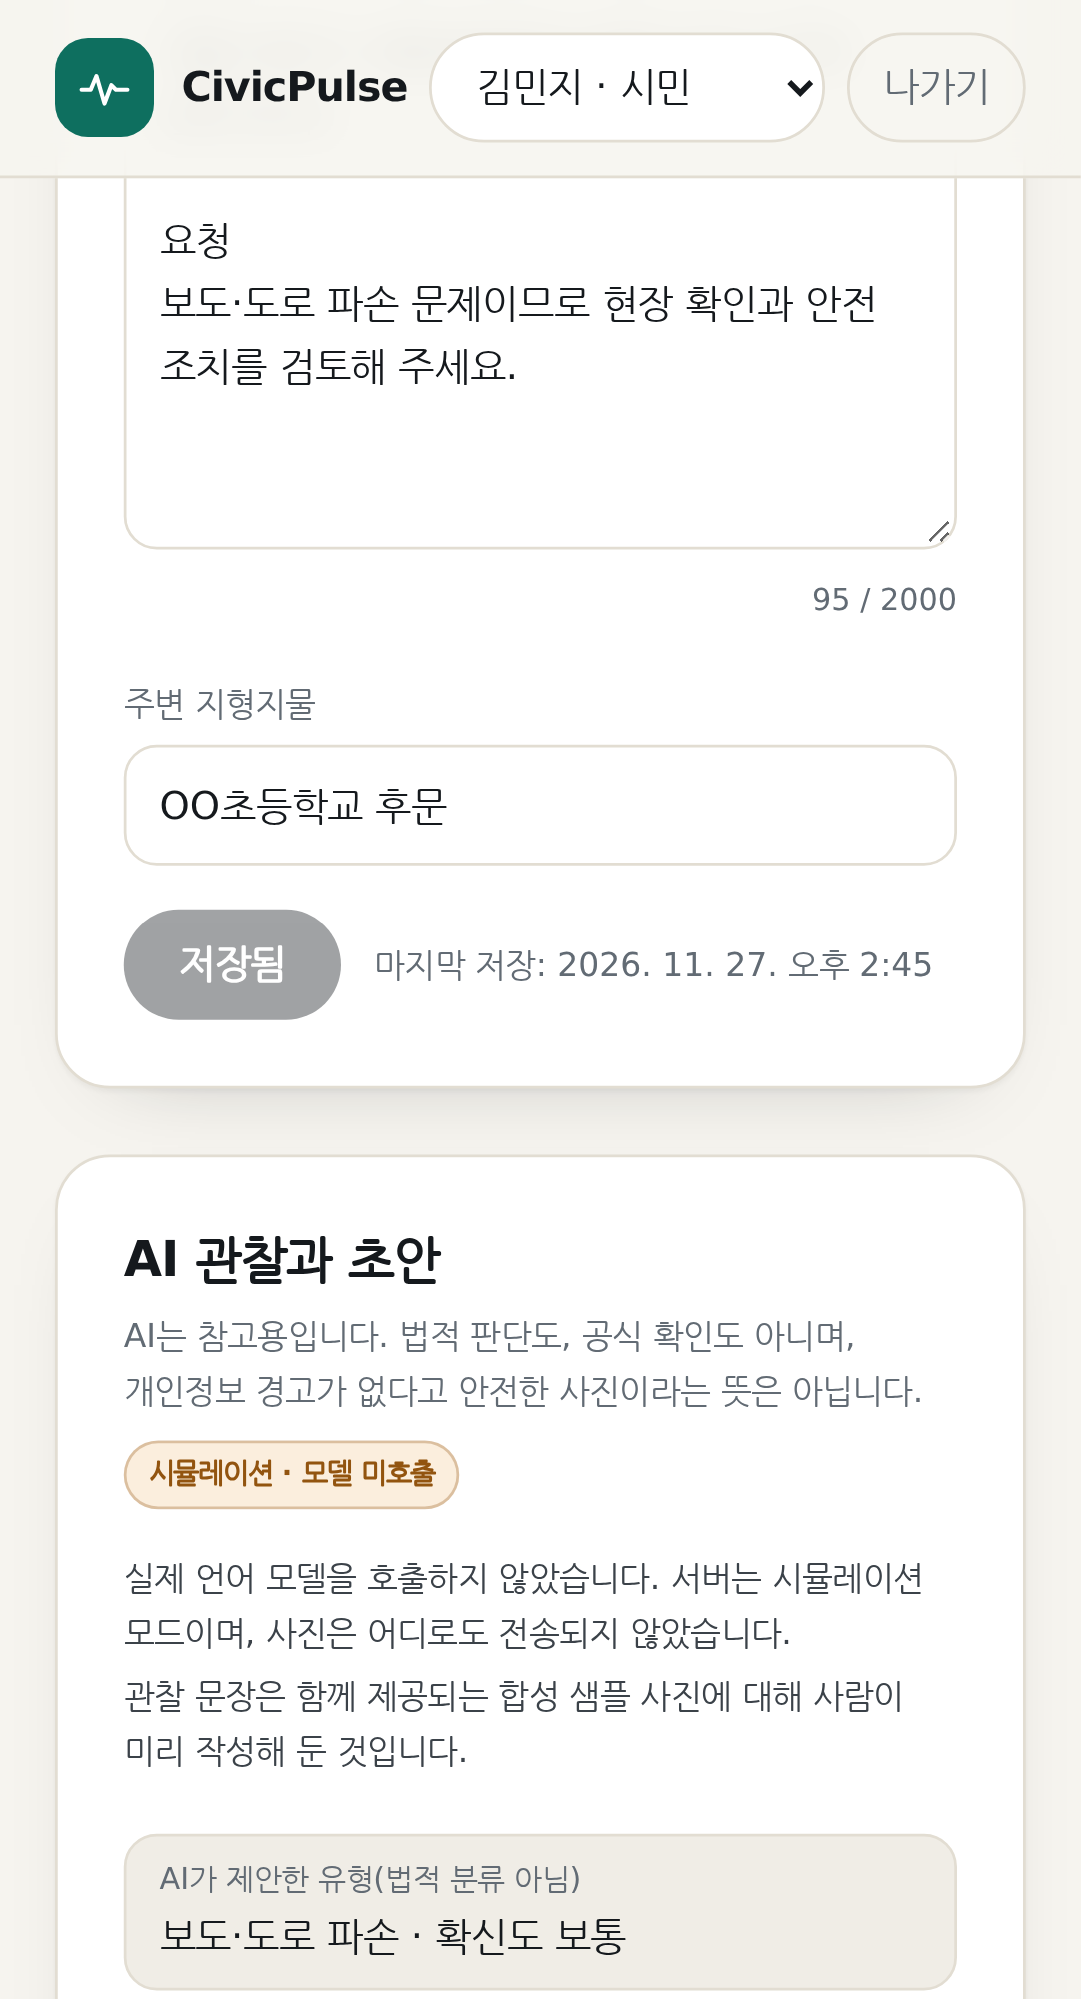 CivicPulse
김민지 · 시민
나가기
요청
보도·도로 파손 문제이므로 현장 확인과 안전
조치를 검토해 주세요.
95 / 2000
주변 지형지물
OO초등학교 후문
저장됨
마지막 저장: 2026. 11. 27. 오후 2:45
AI 관찰과 초안
AI는 참고용입니다. 법적 판단도, 공식 확인도 아니며,
개인정보 경고가 없다고 안전한 사진이라는 뜻은 아닙니다.
시뮬레이션 · 모델 미호출
실제 언어 모델을 호출하지 않았습니다. 서버는 시뮬레이션
모드이며, 사진은 어디로도 전송되지 않았습니다.
관찰 문장은 함께 제공되는 합성 샘플 사진에 대해 사람이
미리 작성해 둔 것입니다.
AI가 제안한 유형(법적 분류 아님)
보도·도로 파손 · 확신도 보통